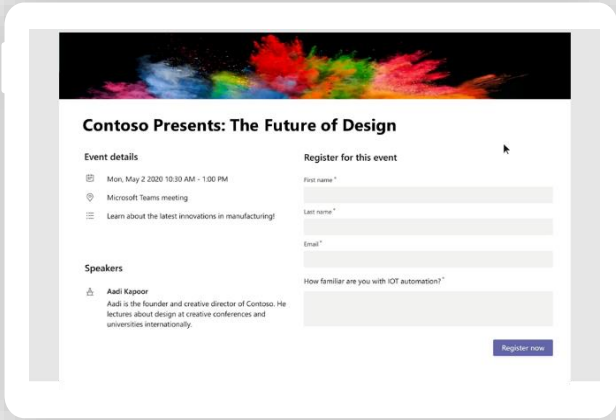 Contoso Presents: The Future of Design
Event details
Mon, May 2 2020 10:30 AM - 1:00 PM
Microsoft Teams meeting
Learn about the latest innovations in manufacturing!
Speakers
Aadi Kapoor
Aadi is the founder and creative director of Contoso. He
lectures about design at creative conferences and
universities internationally.
Register for this event
First name *
Last name *
Email *
How familiar are you with IOT automation? *
Register now